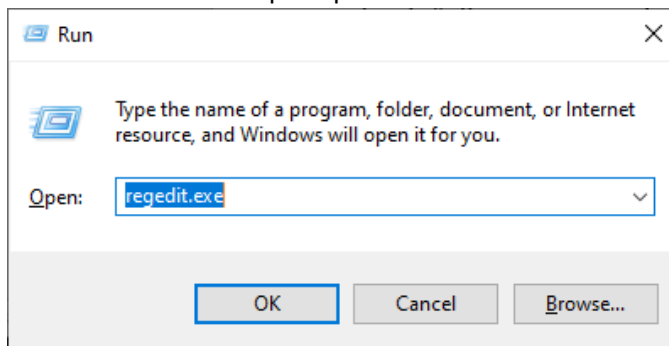 Run
Type the name of a program, folder, document, or Internet
resource, and Windows will open it for you.
Open: regedit.exe
OK Cancel Browse...